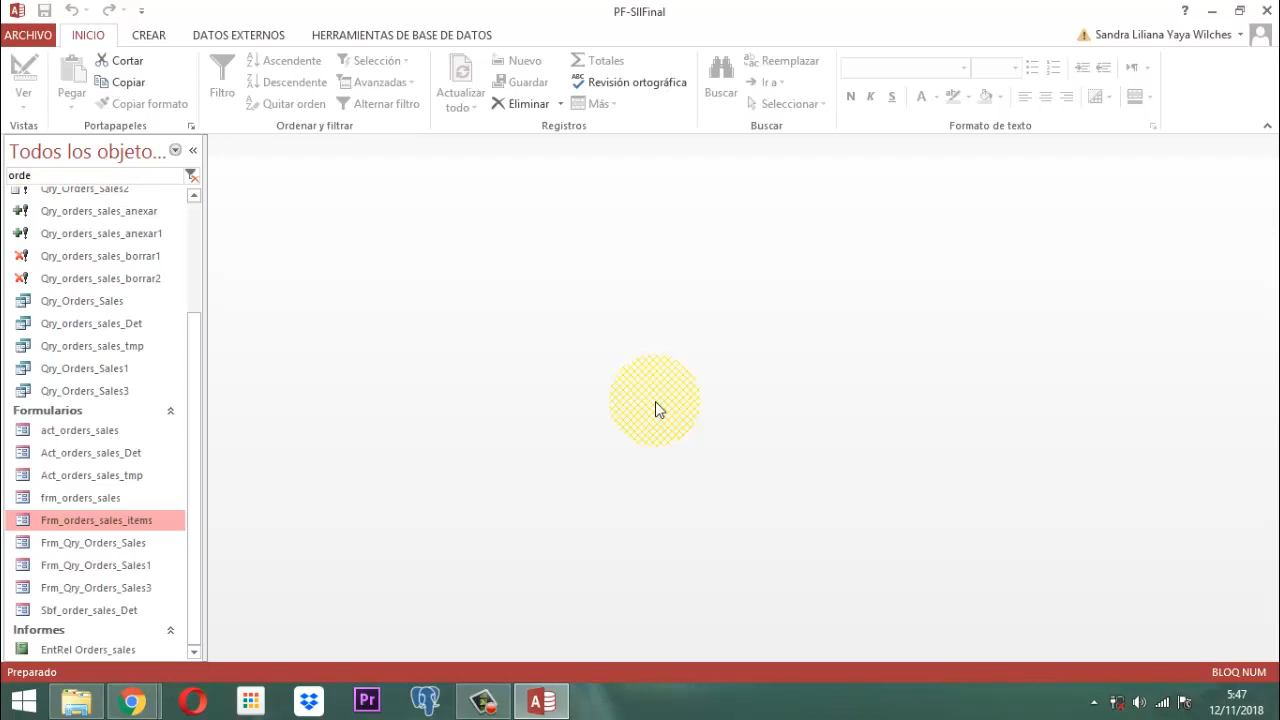 PF-SIIFinal
?
ARCHIVO INICIO CREAR DATOS EXTERNOS HERRAMIENTAS DE BASE DE DATOS Sandra Liliana Yaya Wilches
Ver
Vistas
Pegar
Cortar
Copiar
Copiar formato
Portapapeles
Filtro
Ascendente
Descendente
Quitar orden
Selección
Avanzadas
Alternar filtro
Ordenar y filtrar
Actualizar
todo
Nuevo
Guardar
Eliminar
Totales
ABC Revisión ortográfica
Más
Registros
Buscar
Reemplazar
Ir a
Seleccionar
Buscar
N K S A
Formato de texto
Todos los objeto...
orde
Qry_Orders_Sales2
Qry_orders_sales_anexar
Qry_orders_sales_anexar1
Qry_orders_sales_borrar1
Qry_orders_sales_borrar2
Qry_Orders_Sales
Qry_orders_sales_Det
Qry_orders_sales_tmp
Qry_Orders_Sales1
Qry_Orders_Sales3
Formularios
act_orders_sales
Act_orders_sales_Det
Act_orders_sales_tmp
frm_orders_sales
Frm_orders_sales_items
Frm_Qry_Orders_Sales
Frm_Qry_Orders_Sales1
Frm_Qry_Orders_Sales3
Sbf_order_sales_Det
Informes
EntRel Orders_sales
Preparado BLOQ NUM
Pr
5:47
12/11/2018